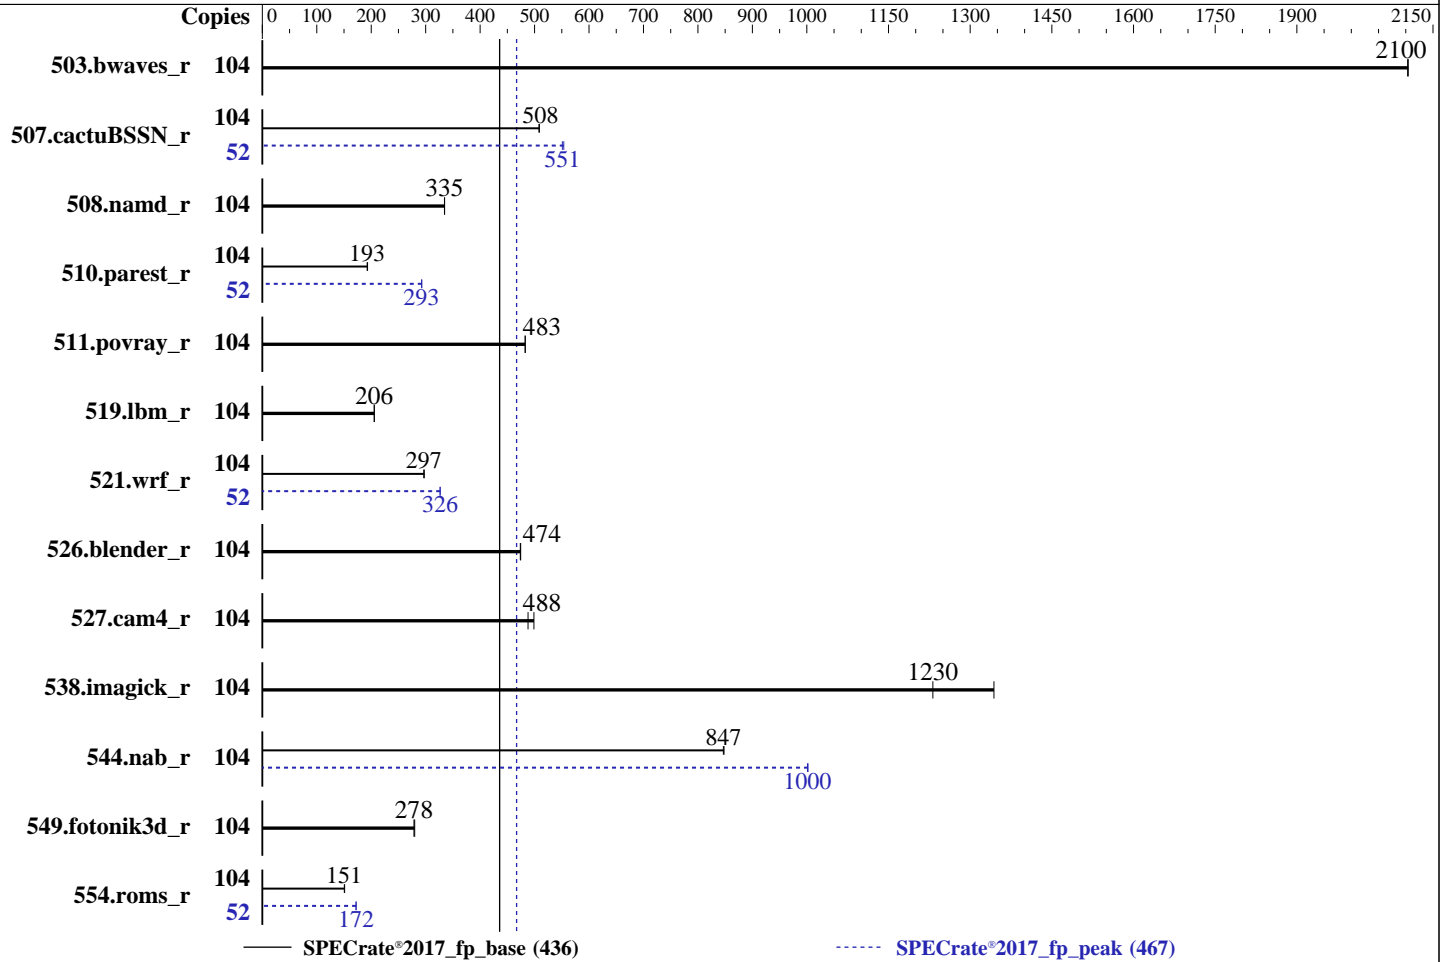 Copies 0 100 200 300 400 500 600 700 800 900 1000 1150 1300 1450 1600 1750 1900 2150
503.bwaves_r 104 2100
507.cactuBSSN_r 104 508
52 551
508.namd_r 104 335
510.parest_r 104 193
52 293
511.povray_r 104 483
519.lbm_r 104 206
521.wrf_r 104 297
52 326
526.blender_r 104 474
527.cam4_r 104 488
538.imagick_r 104 1230
544.nab_r 104 847
1000
549.fotonik3d_r 104 278
554.roms_r 104 151
52 172
SPECrate®2017_fp_base (436) SPECrate®2017_fp_peak (467)